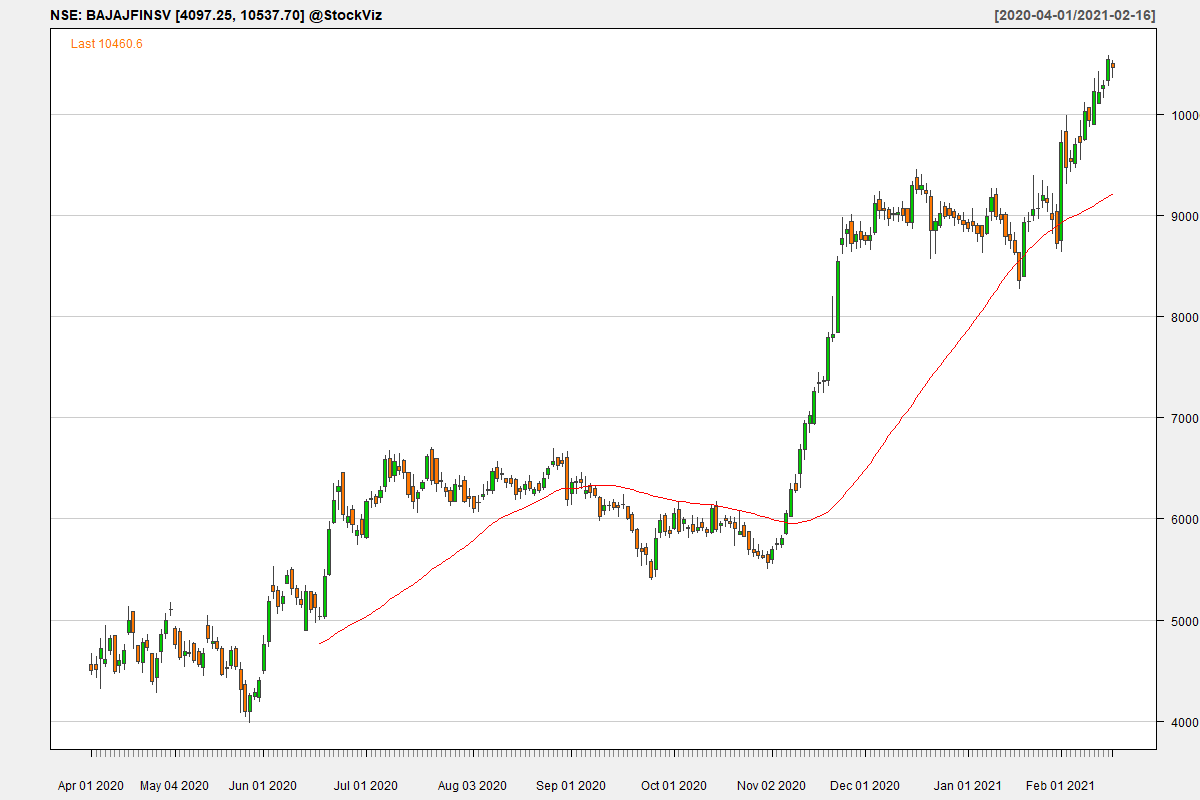 NSE: BAJAJFINSV [4097.25, 10537.70] @StockViz [2020-04-01/2021-02-16]
Last 10460.6
1000
9000
8000
7000
6000
5000
4000
Apr 01 2020 May 04 2020 Jun 01 2020 Jul 01 2020 Aug 03 2020 Sep 01 2020 Oct 01 2020 Nov 02 2020 Dec 01 2020 Jan 01 2021 Feb 01 2021